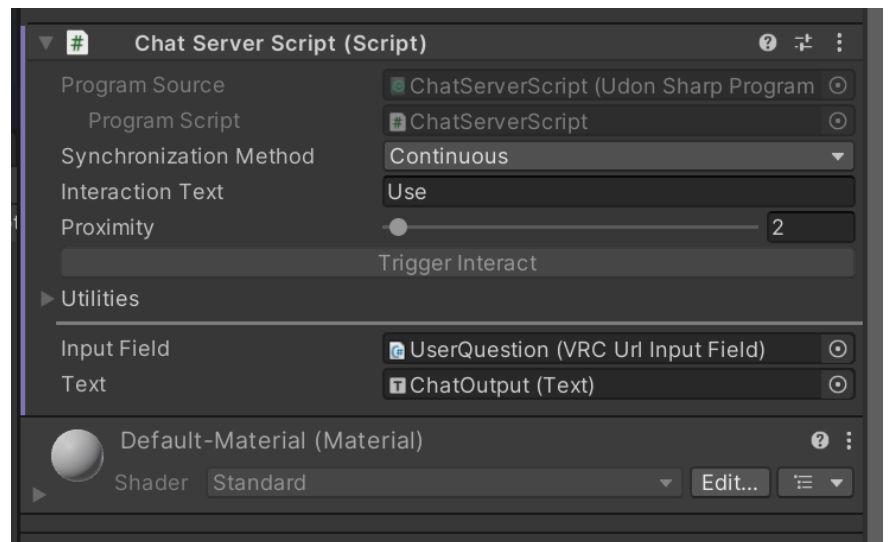 Chat Server Script (Script)
Program Source ChatServerScript (Udon Sharp Program
Program Script ChatServerScript
Synchronization Method Continuous
Interaction Text Use
Proximity 2
Trigger Interact
Utilities
Input Field UserQuestion (VRC Url Input Field)
Text ChatOutput (Text)
Default-Material (Material)
Shader Standard Edit...